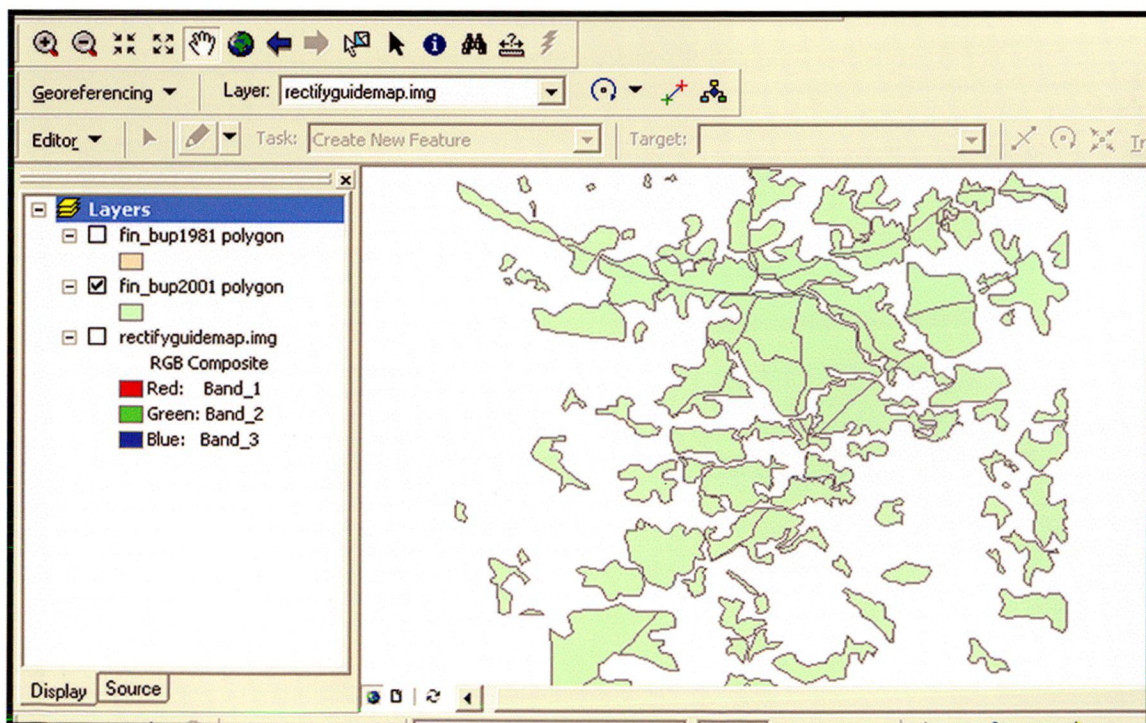 Georeferencing Layer: rectifyguidemap.img
Editor Task: Create New Feature Target:
Layers
fin_bup1981 polygon
fin_bup2001 polygon
rectifyguidemap.img
RGB Composite
Red: Band_1
Green: Band_2
Blue: Band_3
Display Source